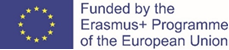 Funded by the
Erasmus+ Programme
of the European Union